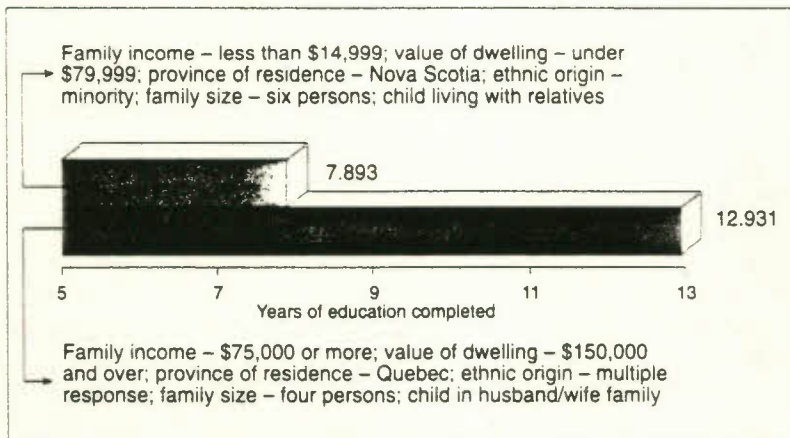 Family income – less than $14,999; value of dwelling – under
$79,999; province of residence – Nova Scotia; ethnic origin –
minority; family size – six persons; child living with relatives
7.893
12.931
5 7 9 11 13
Years of education completed
Family income – $75,000 or more; value of dwelling – $150,000
and over; province of residence – Quebec; ethnic origin – multiple
response; family size – four persons; child in husband/wife family